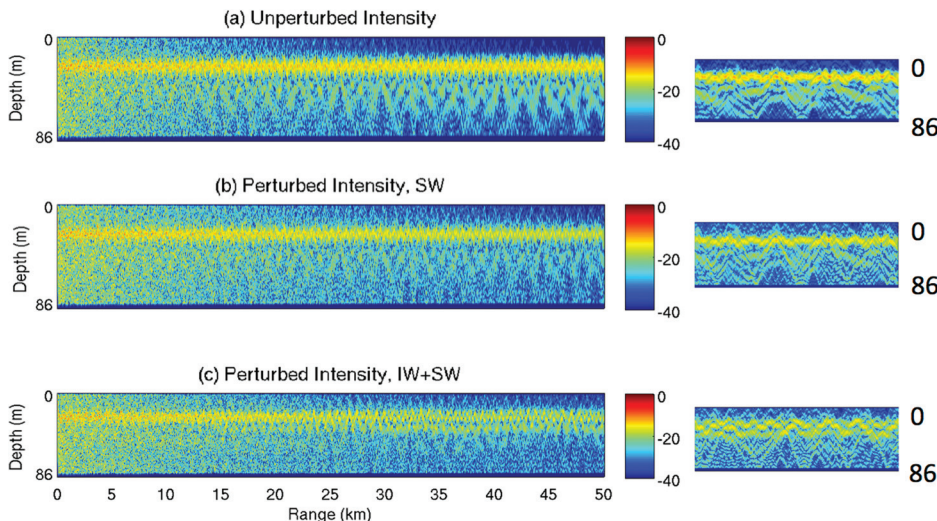 (a) Unperturbed Intensity
0
86
Depth (m)
0
-20
-40
0
86
(b) Perturbed Intensity, SW
0
86
Depth (m)
0
-20
-40
0
86
(c) Perturbed Intensity, IW+SW
0
86
Depth (m)
0
-20
-40
0
86
0 5 10 15 20 25 30 35 40 45 50
Range (km)